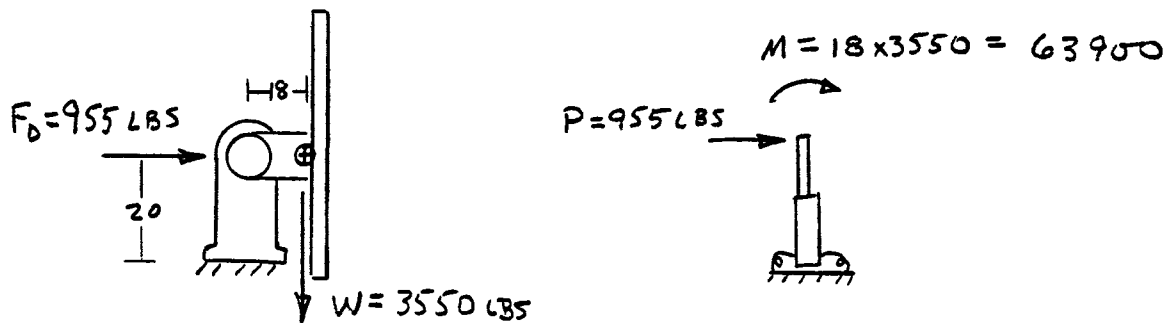 M = 18 x 3550 = 63900
18
F_D = 955 LBS
P = 955 LBS
20
W = 3550 LBS